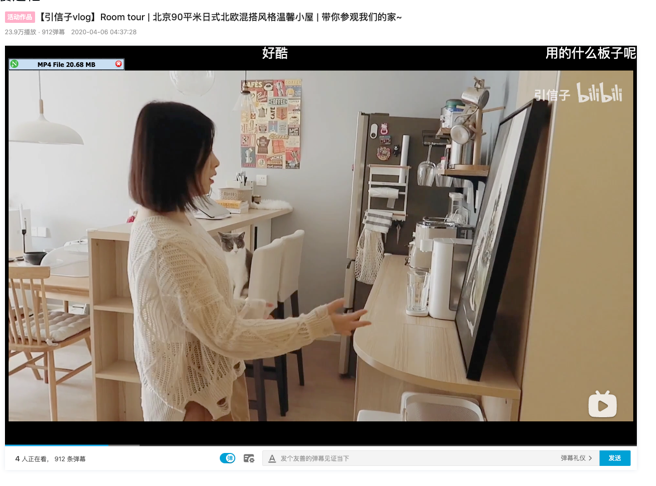 活动作品 【引信子vlog】Room tour | 北京90平米日式北欧混搭风格温馨小屋 | 带你参观我们的家~
23.9万播放 · 912弹幕 2020-04-06 04:37:28
好酷 用的什么板子呢
MP4 File 20.68 MB
引信子 bilibili
4 人正在看， 912 条弹幕
弹
A 发个友善的弹幕见证当下
弹幕礼仪 >
发送